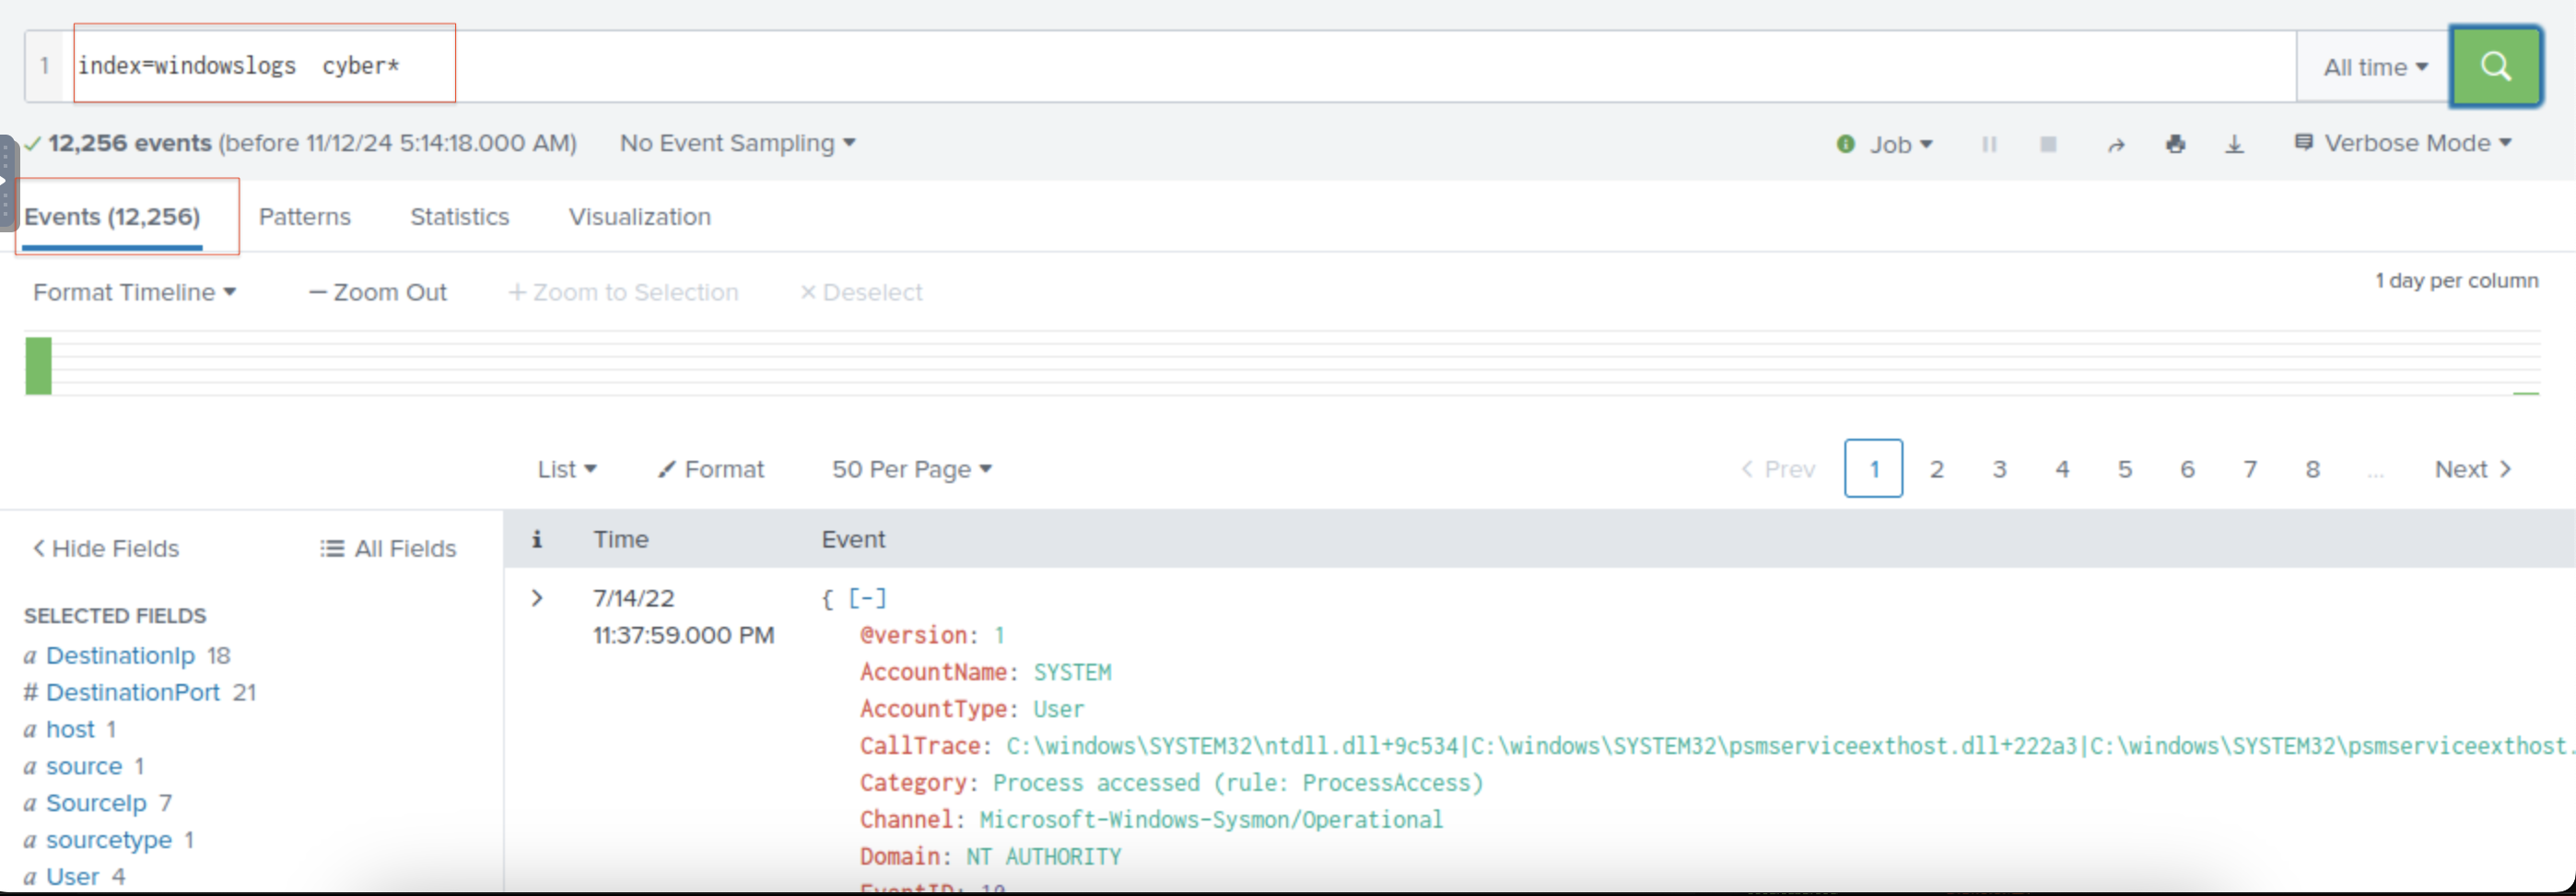 1 index=windowslogs  cyber*
All time
12,256 events (before 11/12/24 5:14:18.000 AM) No Event Sampling Job Verbose Mode
Events (12,256) Patterns Statistics Visualization
Format Timeline — Zoom Out + Zoom to Selection × Deselect 1 day per column
List Format 50 Per Page < Prev 1 2 3 4 5 6 7 8 ... Next >
< Hide Fields All Fields
i Time Event
SELECTED FIELDS
a DestinationIp 18
# DestinationPort 21
a host 1
a source 1
a SourceIp 7
a sourcetype 1
a User 4
> 7/14/22
11:37:59.000 PM
{ [-]
@version: 1
AccountName: SYSTEM
AccountType: User
CallTrace: C:\windows\SYSTEM32\ntdll.dll+9c534|C:\windows\SYSTEM32\psmserviceexthost.dll+222a3|C:\windows\SYSTEM32\psmserviceexthost.
Category: Process accessed (rule: ProcessAccess)
Channel: Microsoft-Windows-Sysmon/Operational
Domain: NT AUTHORITY
EventID: 10